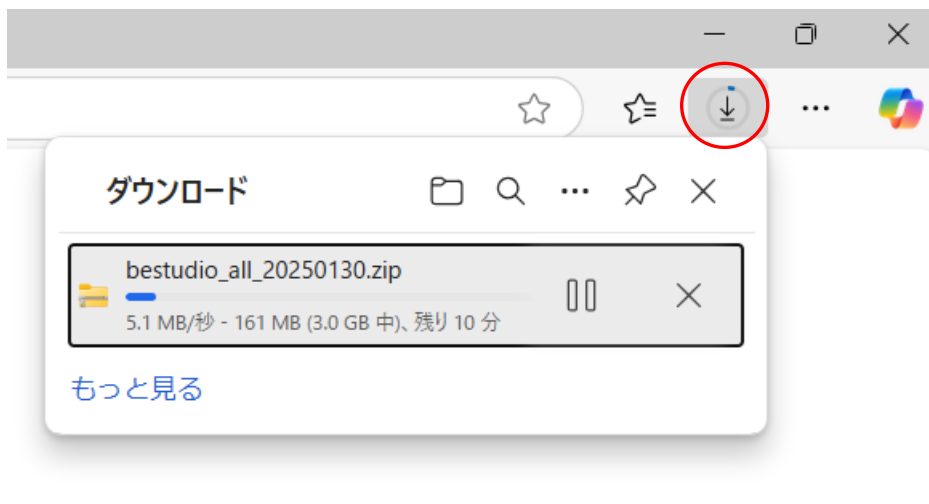 ダウンロード
bestudio_all_20250130.zip
5.1 MB/秒 - 161 MB (3.0 GB 中)、残り 10 分
もっと見る